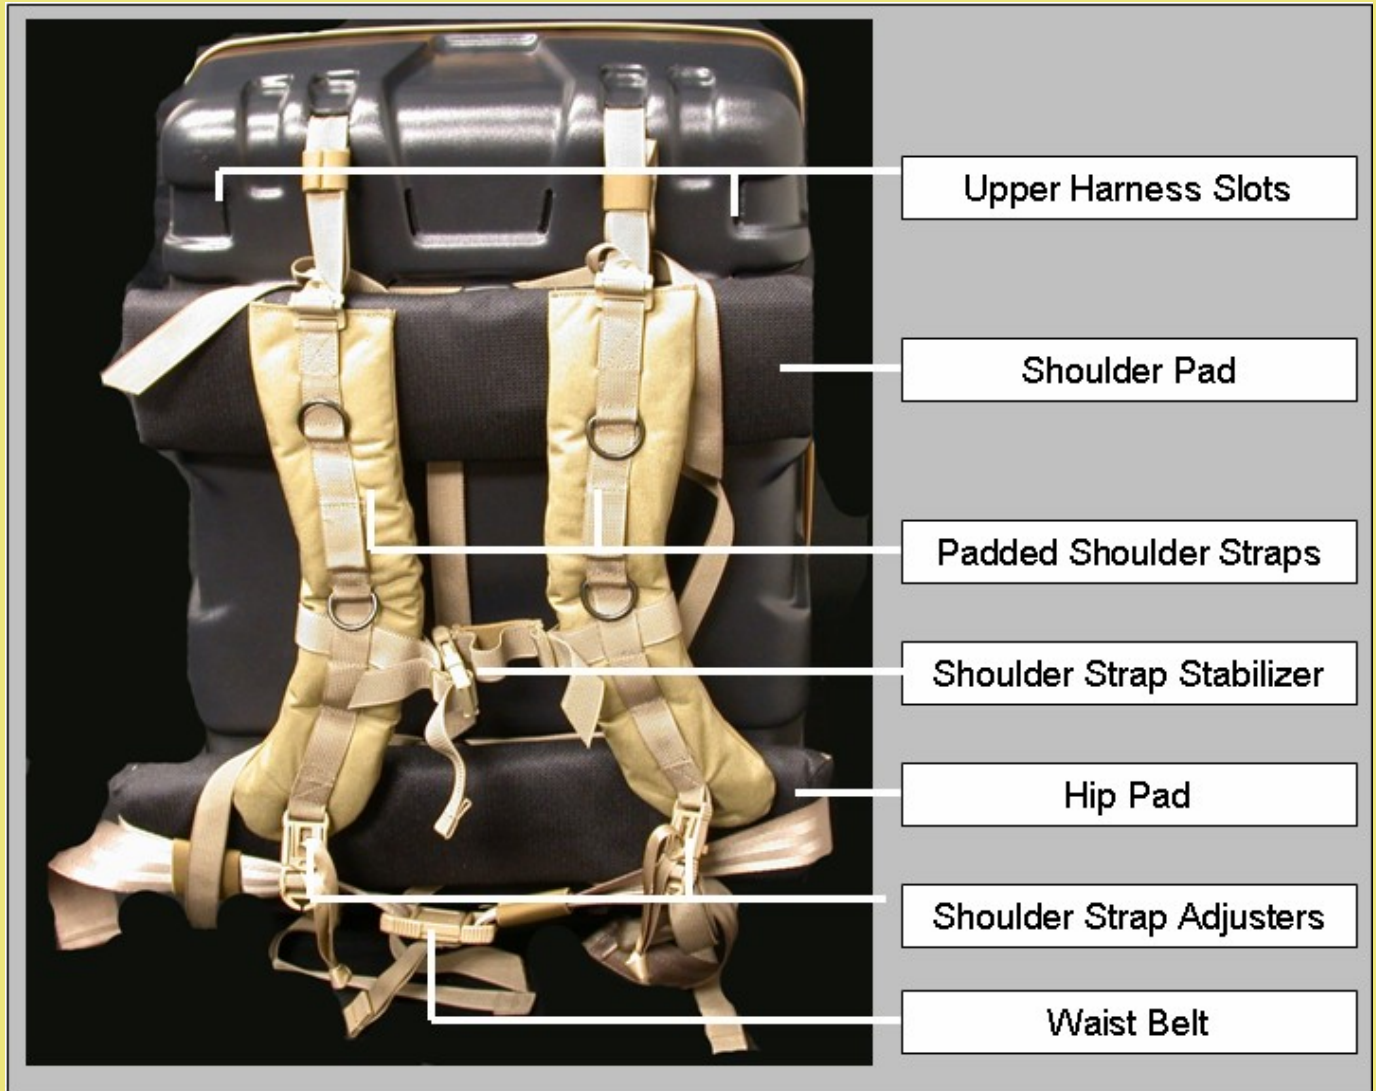 Upper Harness Slots
Shoulder Pad
Padded Shoulder Straps
Shoulder Strap Stabilizer
Hip Pad
Shoulder Strap Adjusters
Waist Belt